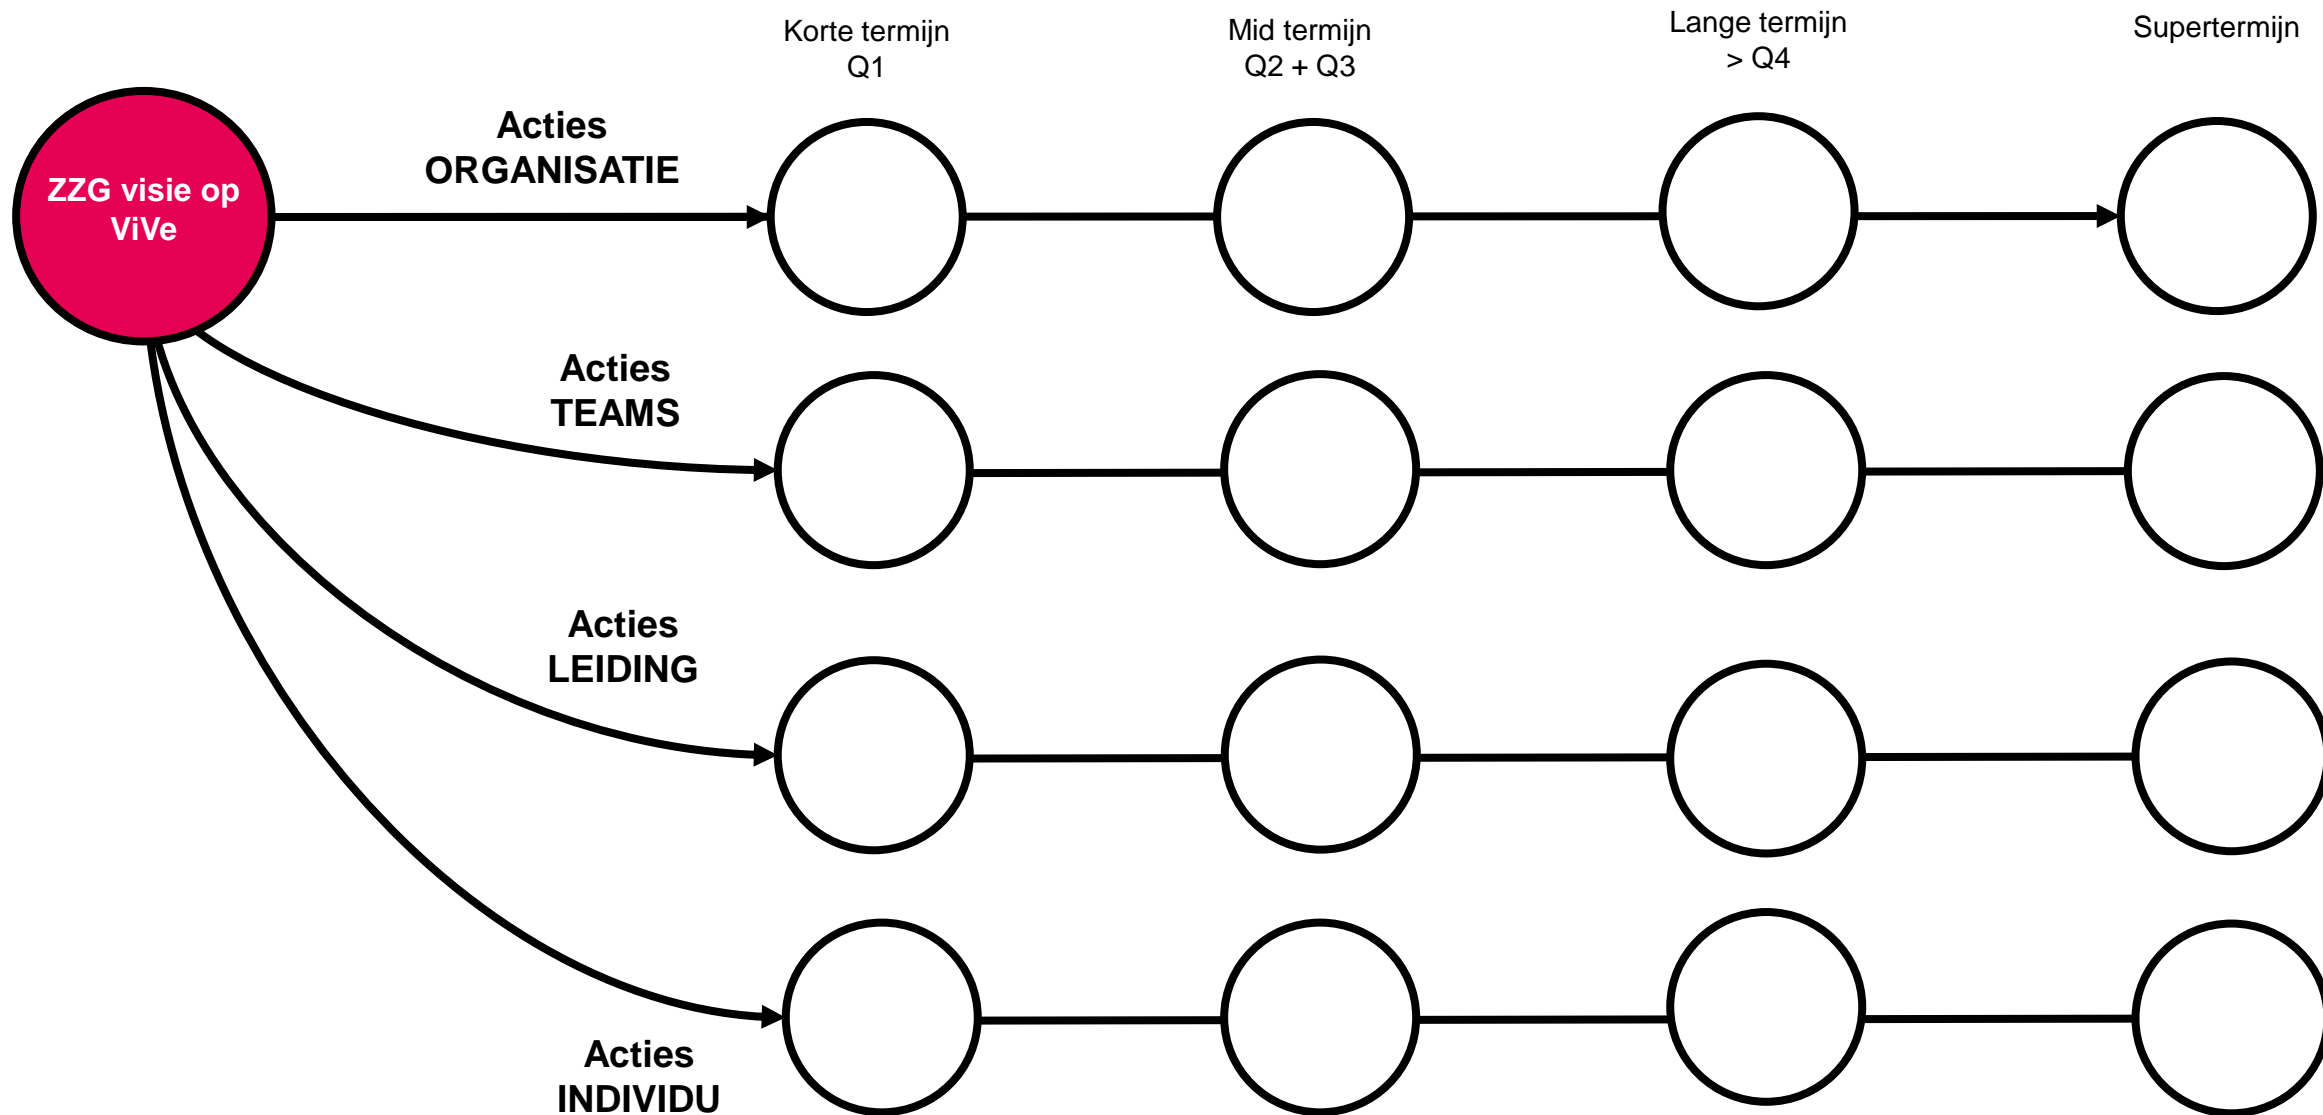 Korte termijn
Q1
Mid termijn
Q2 + Q3
Lange termijn
> Q4
Supertermijn
ZZG visie op
ViVe
Acties
ORGANISATIE
Acties
TEAMS
Acties
LEIDING
Acties
INDIVIDU